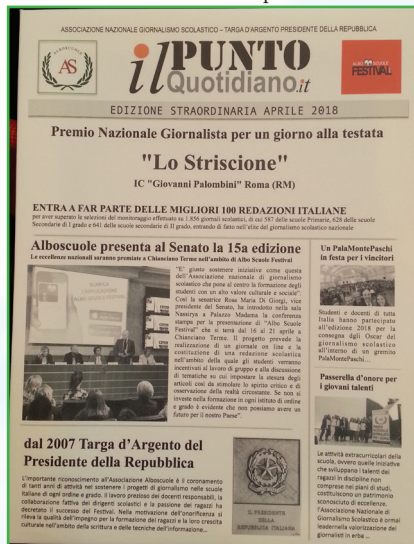 ASSOCIAZIONE NAZIONALE GIORNALISMO SCOLASTICO – TARGA D'ARGENTO PRESIDENTE DELLA REPUBBLICA
ALBOSCUOLE
AS
ilPUNTO
Quotidiano.it
ALBO SCUOLE
FESTIVAL
EDIZIONE STRAORDINARIA APRILE 2018
Premio Nazionale Giornalista per un giorno alla testata
"Lo Striscione"
IC "Giovanni Palombini" Roma (RM)
ENTRA A FAR PARTE DELLE MIGLIORI 100 REDAZIONI ITALIANE
per aver superato le selezioni del monitoraggio effettuato su 1.856 giornali scolastici, di cui 587 delle scuole Primarie, 628 delle scuole
Secondarie di I grado e 641 delle scuole secondarie di II grado, entrando di fatto nell'elite del giornalismo scolastico nazionale
Alboscuole presenta al Senato la 15a edizione
Le eccellenze nazionali saranno premiate a Chianciano Terme nell'ambito di Albo Scuole Festival
"E' giusto sostenere iniziative come questa
dell'Associazione nazionale di giornalismo
scolastico che pone al centro la formazione degli
studenti con un alto valore culturale e sociale".
Così la senatrice Rosa Maria Di Giorgi, vice
presidente del Senato, ha introdotto nella sala
Nassirya a Palazzo Madama la conferenza
stampa per la presentazione di "Albo Scuole
Festival" che si terrà dal 16 al 21 aprile a
Chianciano Terme. Il progetto prevede la
realizzazione di un giornale on line e la
costituzione di una redazione scolastica
nell'ambito della quale gli studenti verranno
incentivati al lavoro di gruppo e alla discussione
di tematiche su cui impostare la stesura degli
articoli così da stimolare lo spirito critico e di
osservazione della realtà circostante. Se non si
investe nella formazione in ogni istituto di ordine
e grado è evidente che non possiamo avere un
futuro per il nostro Paese".
Un PalaMontePaschi
in festa per i vincitori
Studenti e docenti di tutta
Italia hanno partecipato
all'edizione 2018 per la
consegna dgli Oscar del
giornalismo scolastico
all'interno di un gremito
PalaMontePaschi…
Passerella d'onore per
i giovani talenti
Le attività extracurricolari della
scuola, ovvero quelle iniziative
che sviluppano i talenti dei
ragazzi in discipline non
comprese nei piani di studi,
costituiscono un patrimonio
sconosciuto di eccellenze.
l'Associazione Nazionale di
Giornalismo Scolastico è ormai
leadernella valorizzazione dei
giornalisti in erba …
dal 2007 Targa d'Argento del
Presidente della Repubblica
L'importante riconoscimento all'Associazione Alboscuole è il coronamento
di tanti anni di attività nel sostenere i progetti di giornalismo nelle scuole
italiane di ogni ordine e grado. Il lavoro prezioso dei docenti responsabili, la
collaborazione fattiva dei dirigenti scolastici e la passione dei ragazzi ha
decretato il successo del Festival. Nella motivazione dell'onorificenza si
rileva la qualità dell'impegno per la formazione dei ragazzi e la loro crescita
culturale nell'ambito della scrittura e delle tecniche dell'informazione...
IL PRESIDENTE
DELLA
REPUBBLICA ITALIANA